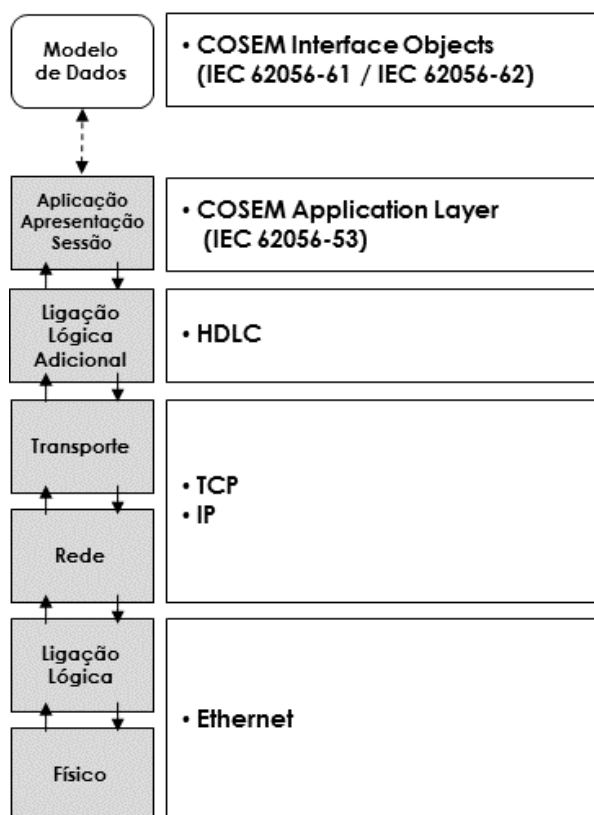 Modelo
de Dados
• COSEM Interface Objects
(IEC 62056-61 / IEC 62056-62)
Aplicação
Apresentação
Sessão
• COSEM Application Layer
(IEC 62056-53)
Ligação
Lógica
Adicional
• HDLC
Transporte
• TCP
• IP
Rede
Ligação
Lógica
• Ethernet
Físico